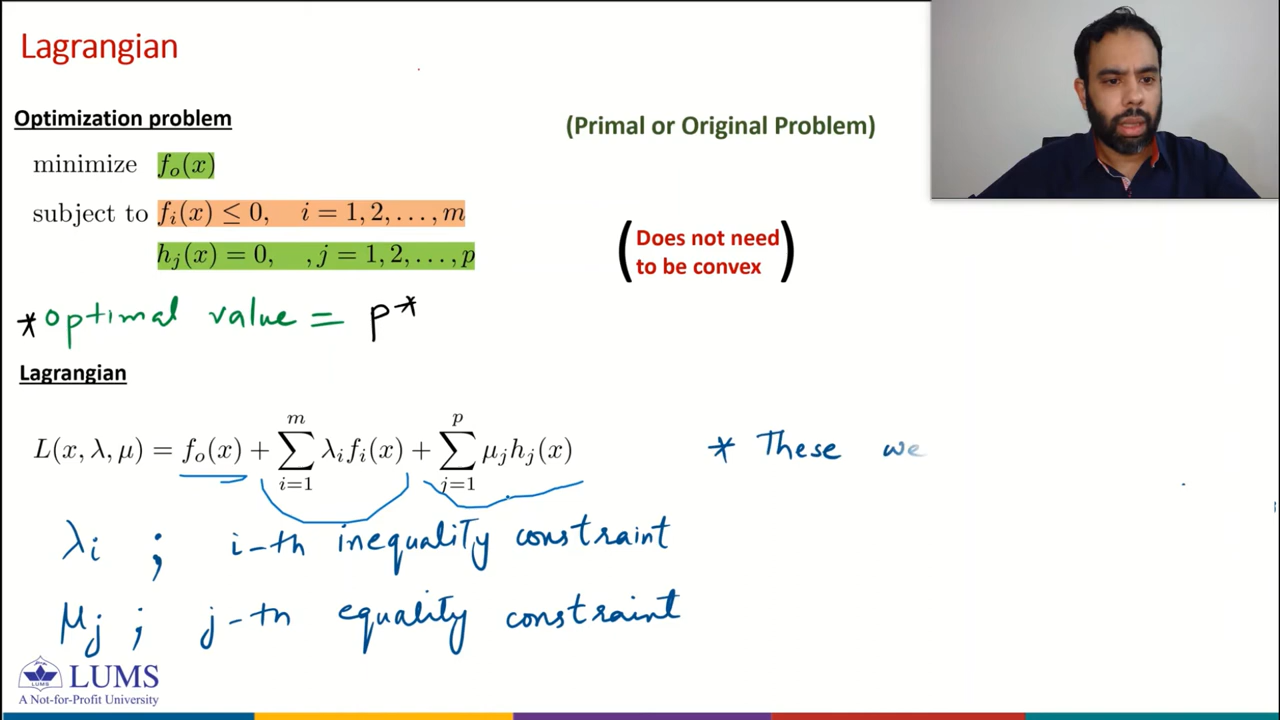 Lagrangian
Optimization problem
(Primal or Original Problem)
minimize f_o(x)
subject to f_i(x) ≤ 0, i = 1, 2, . . . , m
h_j(x) = 0, , j = 1, 2, . . . , p
(Does not need
to be convex)
*optimal value = p*
Lagrangian
L(x, λ, μ) = f_o(x) + ∑_{i=1}^{m} λ_i f_i(x) + ∑_{j=1}^{p} μ_j h_j(x)
* These we
λ_i ; i-th inequality constraint
μ_j ; j-th equality constraint
LUMS
LUMS
A Not-for-Profit University